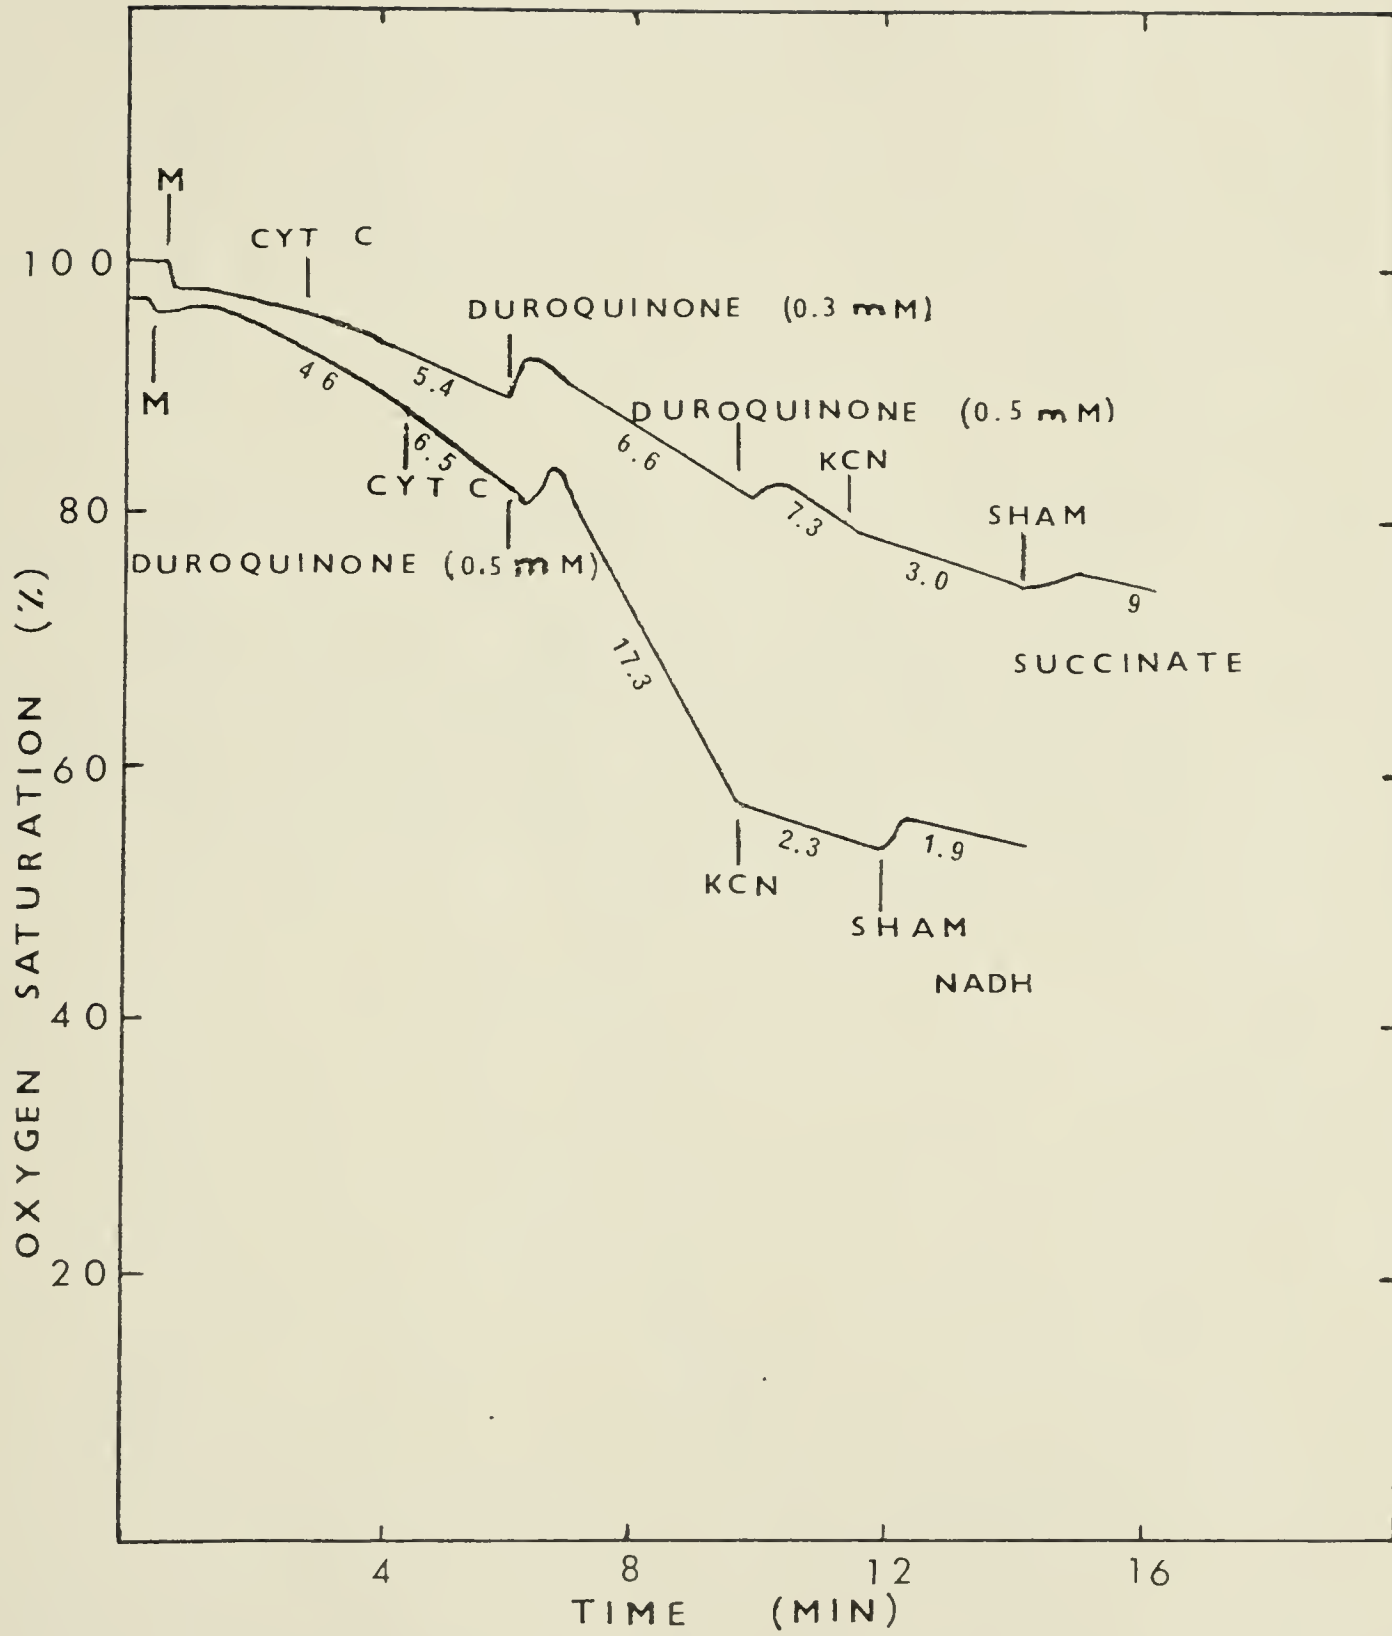 M
CYT C
100
DUROQUINONE (0.3 mM)
46
5.4
M
DUROQUINONE (0.5 mM)
6.6
6.5
KCN
CYT C
80
7.3
SHAM
DUROQUINONE (0.5 mM)
3.0
9
17.3
SUCCINATE
OXYGEN SATURATION (%)
60
2.3
1.9
KCN
SHAM
NADH
40
20
4 8 12 16
TIME (MIN)